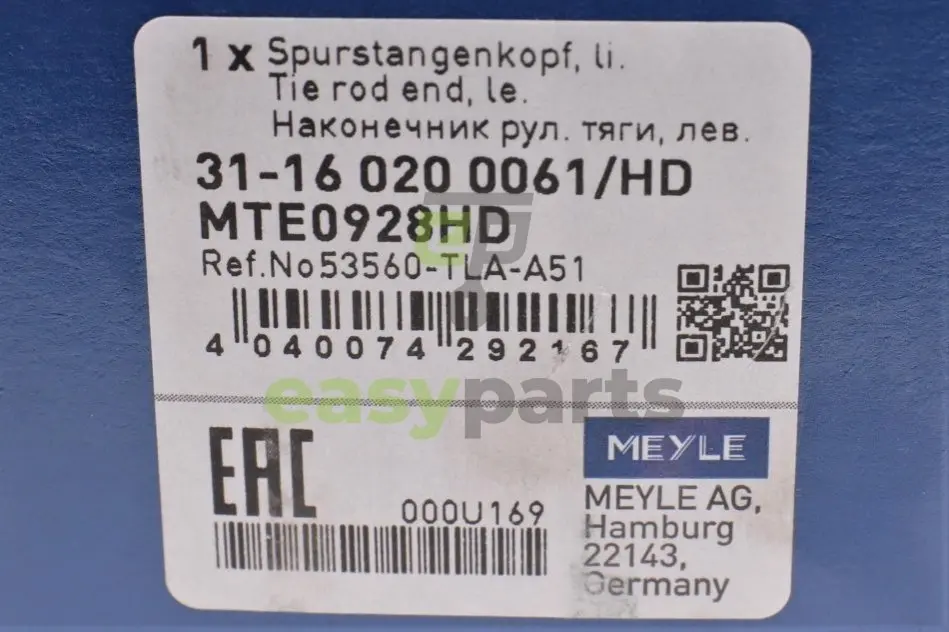 1 x Spurstangenkopf, li.
Tie rod end, le.
Наконечник рул. тяги, лев.
31-16 020 0061/HD
MTE0928HD
Ref.No53560-TLA-A51
4 040074 292167
easyparts
EAC
000U169
MEYLE
MEYLE AG,
Hamburg
22143,
Germany